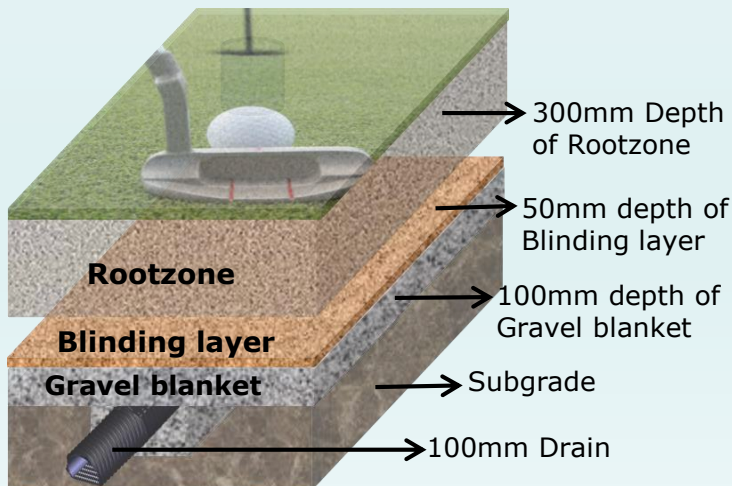 300mm Depth
of Rootzone
50mm depth of
Blinding layer
Rootzone
100mm depth of
Gravel blanket
Blinding layer
Gravel blanket
Subgrade
100mm Drain